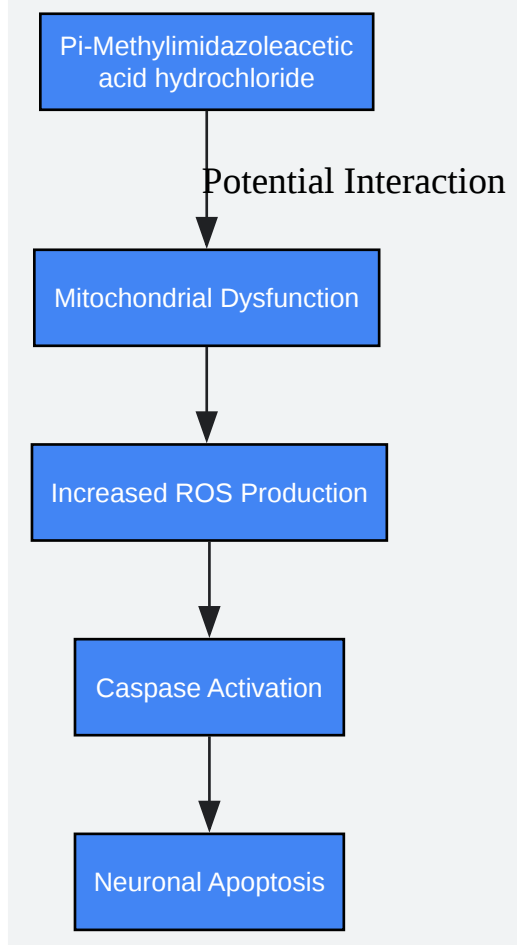 Pi-Methylimidazoleacetic
acid hydrochloride
Potential Interaction
Mitochondrial Dysfunction
Increased ROS Production
Caspase Activation
Neuronal Apoptosis